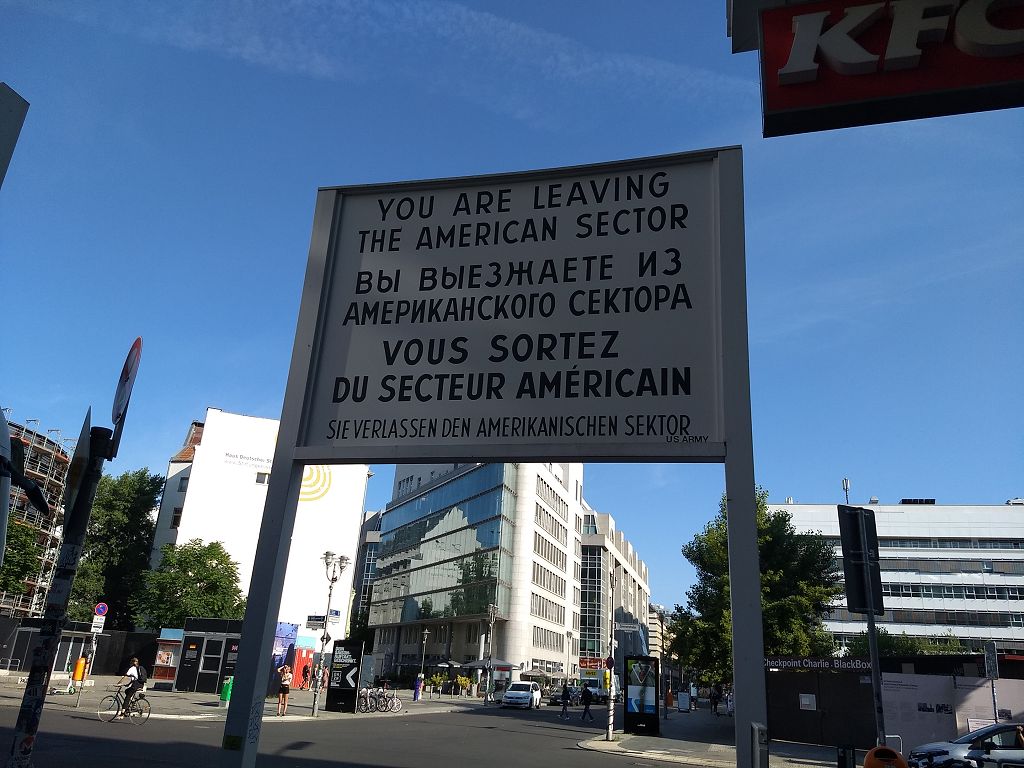 KFC
YOU ARE LEAVING
THE AMERICAN SECTOR
ВЫ ВЫЕЗЖАЕТЕ ИЗ
АМЕРИКАНСКОГО СЕКТОРА
VOUS SORTEZ
DU SECTEUR AMÉRICAIN
SIE VERLASSEN DEN AMERIKANISCHEN SEKTOR
US ARMY
Checkpoint Charlie - BlackBox